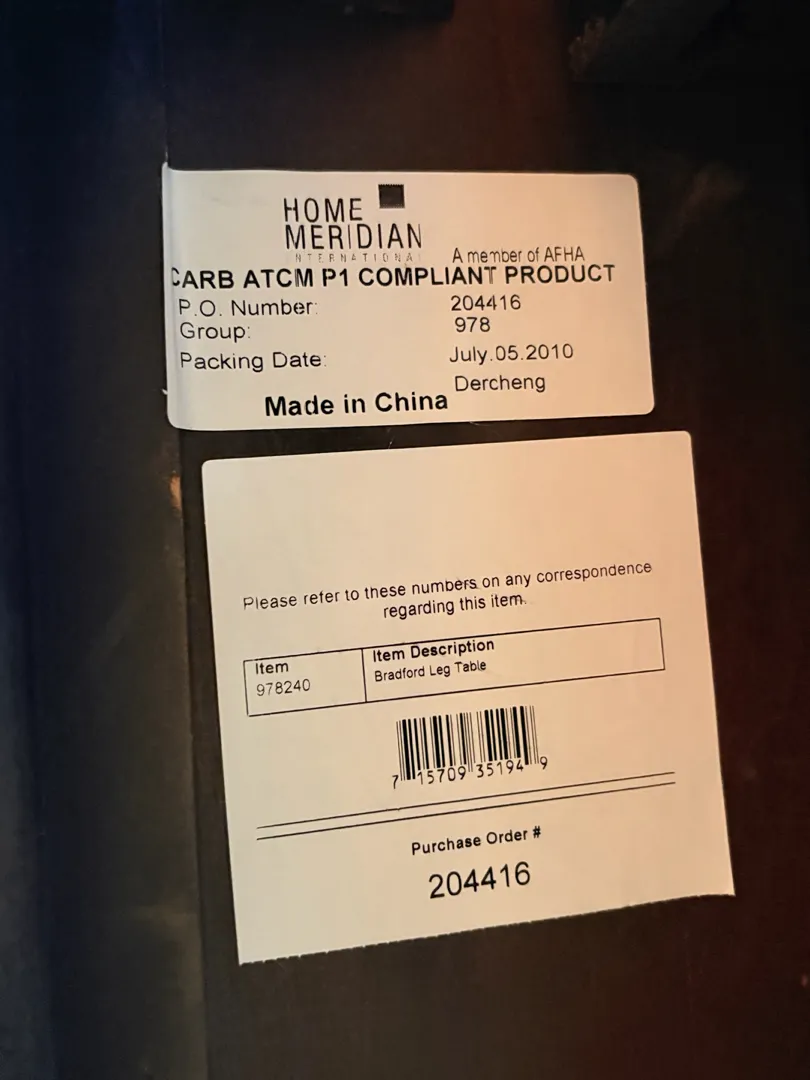 HOME
MERIDIAN
INTERNATIONAL
A member of AFHA
CARB ATCM P1 COMPLIANT PRODUCT
P.O. Number: 204416
Group: 978
Packing Date: July.05.2010
Dercheng
Made in China
Please refer to these numbers on any correspondence
regarding this item.
Item Item Description
978240 Bradford Leg Table
7 15709 35194 9
Purchase Order #
204416